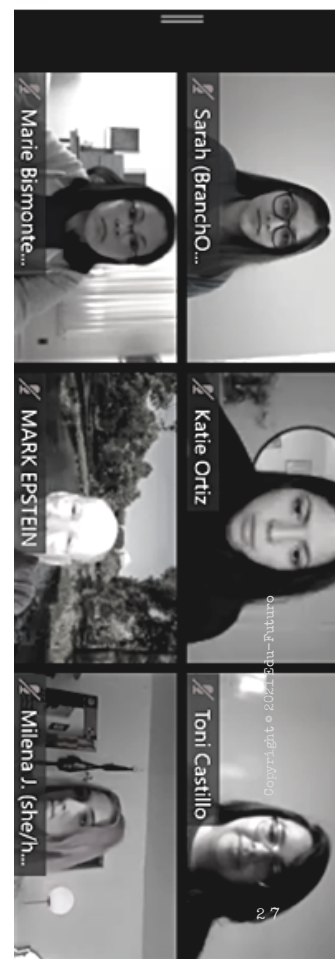 Sarah (BranchO...
Katie Ortiz
Toni Castillo
Marie Bismonte...
MARK EPSTEIN
Milena J. (she/h...
Copyright © 2021 Edu-Futuro
27